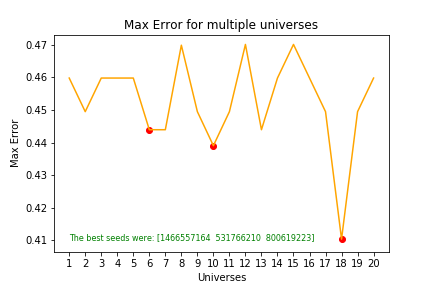 Max Error for multiple universes
0.47
0.46
0.45
0.44
0.43
0.42
0.41
Max Error
The best seeds were: [1466557164 531766210 800619223]
1 2 3 4 5 6 7 8 9 10 11 12 13 14 15 16 17 18 19 20
Universes